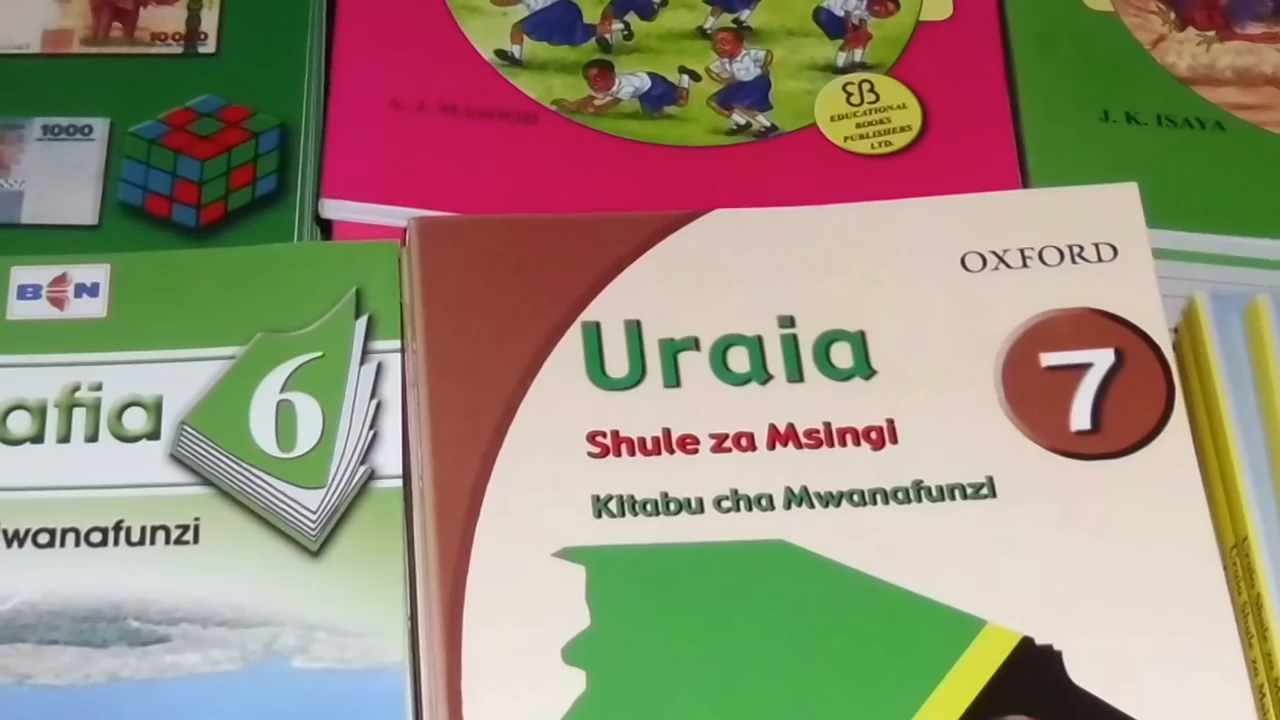 10000
1000
EB
EDUCATIONAL
BOOKS
PUBLISHERS
LTD.
J. K. ISAYA
BEN
afia
6
wanafunzi
OXFORD
Uraia
7
Shule za Msingi
Kitabu cha Mwanafunzi